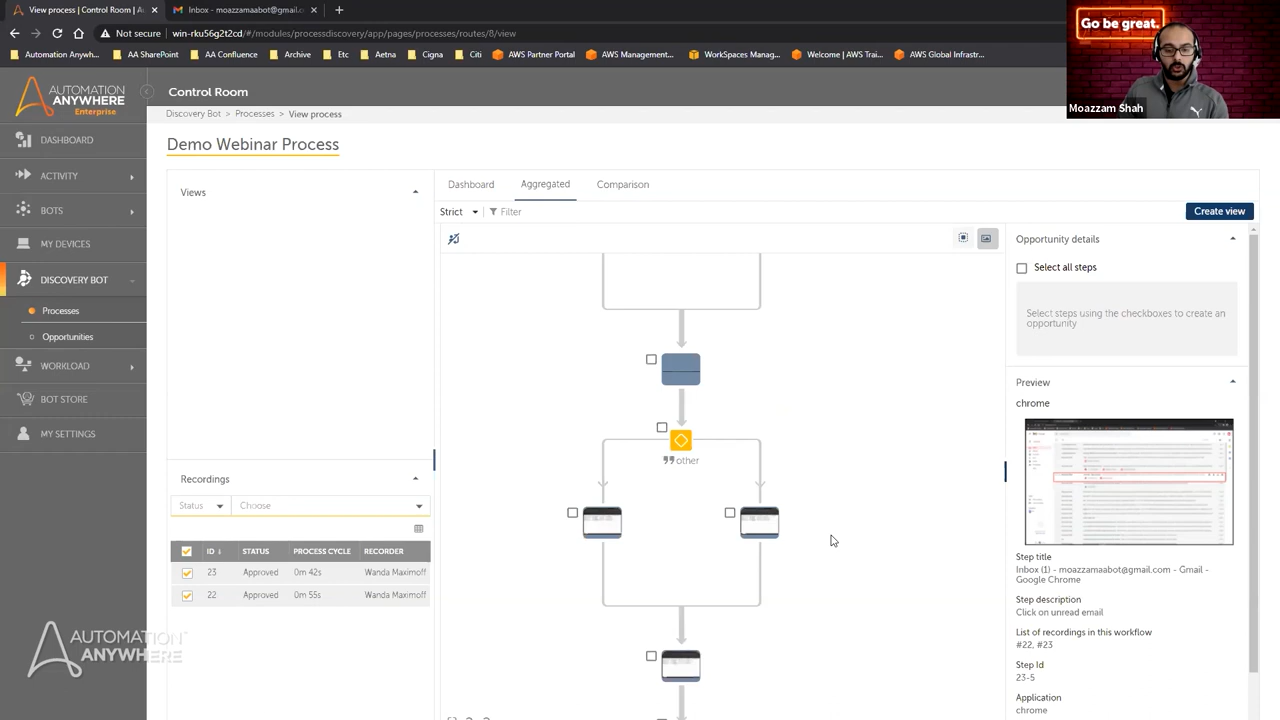 View process | Control Room | A
Inbox - moazzamaabot@gmail.c
Not secure
win-rku56g2t2cd/#/modules/processdiscovery/app/pages/processes/routes/8/view
Automation Anywhe...
AA SharePoint
AA Confluence
Archive
Etc
Aetna
Cigna
Citi
AWS Partner Portal
AWS Management...
WorkSpaces Manag...
Welcome | AWS Trai...
AWS Global Infrast...
Go be great.
Moazzam Shah
AUTOMATION
ANYWHERE
Enterprise
Control Room
Discovery Bot > Processes > View process
DASHBOARD
ACTIVITY
BOTS
MY DEVICES
DISCOVERY BOT
Processes
Opportunities
WORKLOAD
BOT STORE
MY SETTINGS
Demo Webinar Process
Views
Recordings
Status
Choose
ID STATUS PROCESS CYCLE RECORDER
23 Approved 0m 42s Wanda Maximoff
22 Approved 0m 55s Wanda Maximoff
Dashboard Aggregated Comparison
Strict Filter
Create view
other
Opportunity details
Select all steps
Select steps using the checkboxes to create an
opportunity
Preview
chrome
Step title
Inbox (1) - moazzamaabot@gmail.com - Gmail -
Google Chrome
Step description
Click on unread email
List of recordings in this workflow
#22, #23
Step Id
23-5
Application
chrome
AUTOMATION
ANYWHERE